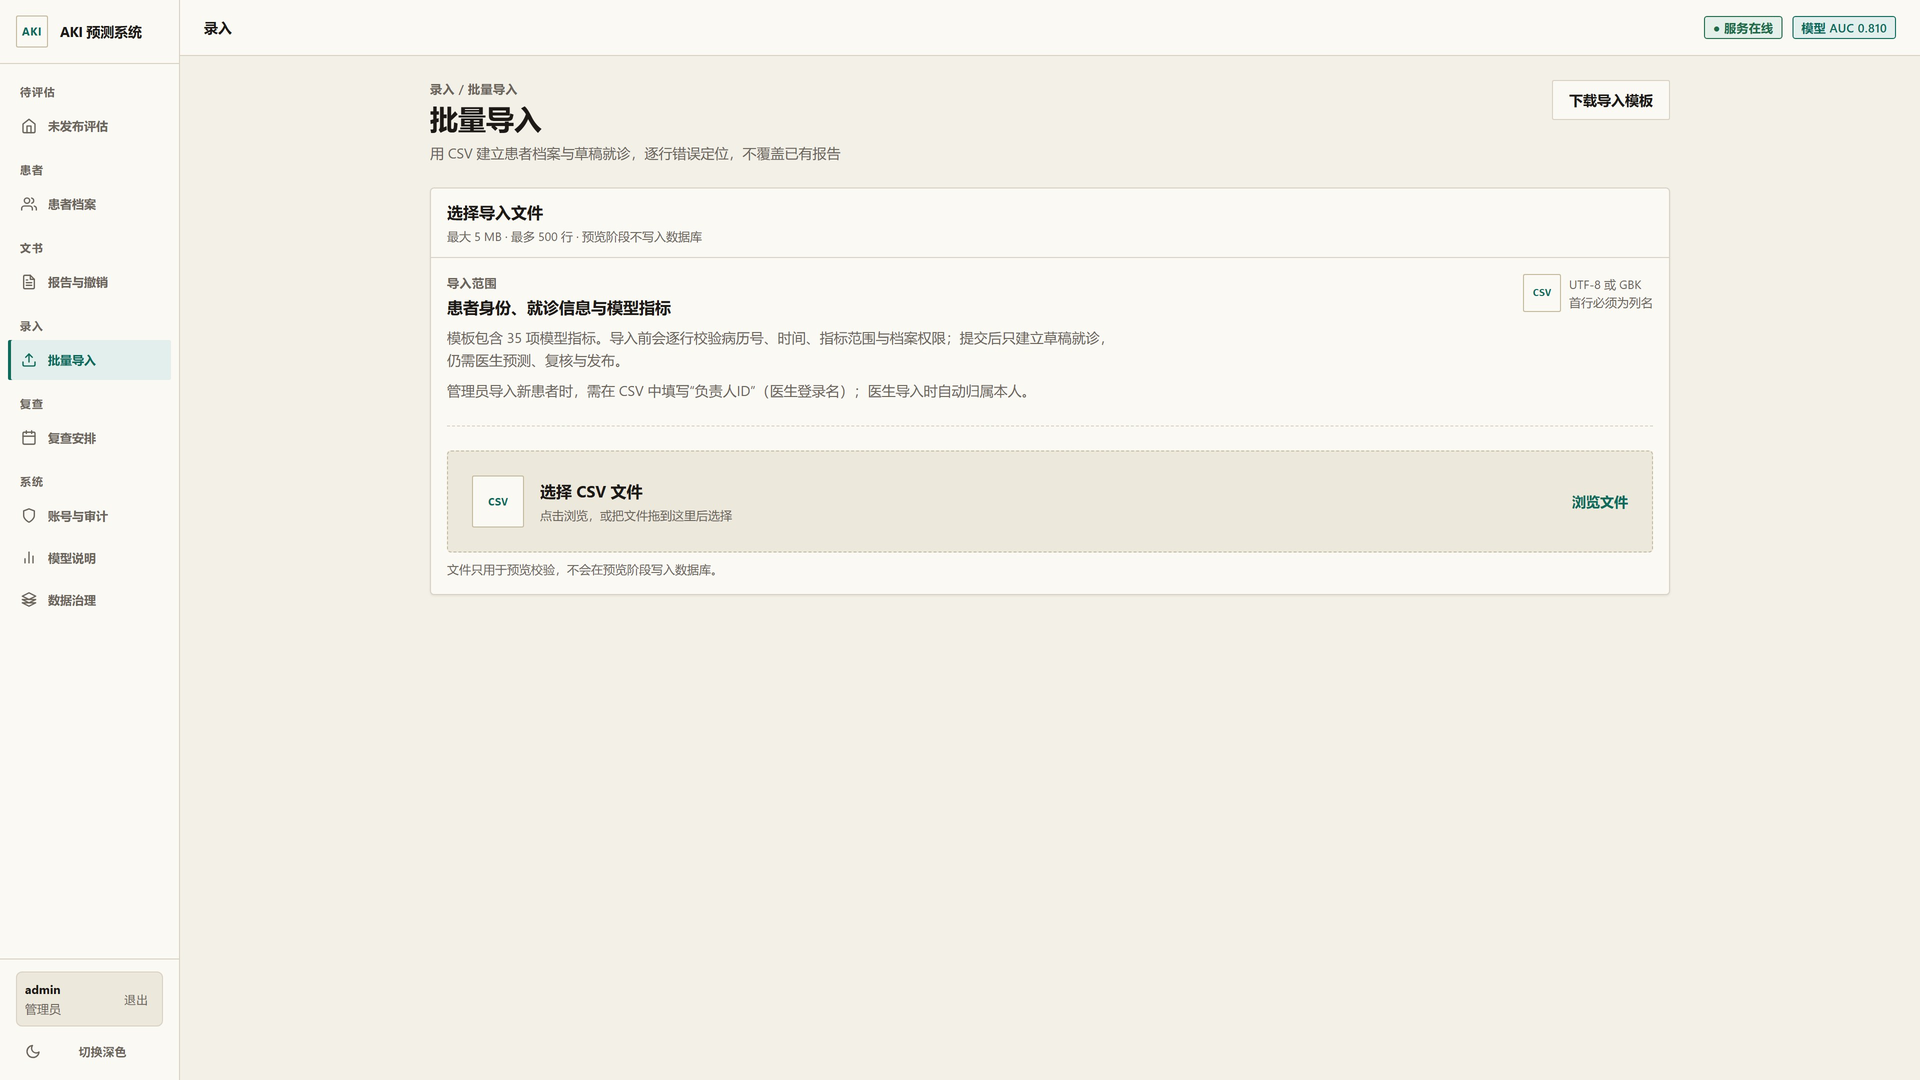 AKI
AKI 预测系统
待评估
未发布评估
患者
患者档案
文书
报告与撤销
录入
批量导入
复查
复查安排
系统
账号与审计
模型说明
数据治理
admin
管理员
退出
切换深色
录入
服务在线
模型 AUC 0.810
录入 / 批量导入
批量导入
用 CSV 建立患者档案与草稿就诊，逐行错误定位，不覆盖已有报告
下载导入模板
选择导入文件
最大 5 MB · 最多 500 行 · 预览阶段不写入数据库
导入范围
患者身份、就诊信息与模型指标
模板包含 35 项模型指标。导入前会逐行校验病历号、时间、指标范围与档案权限；提交后只建立草稿就诊，
仍需医生预测、复核与发布。
管理员导入新患者时，需在 CSV 中填写“负责人ID”（医生登录名）；医生导入时自动归属本人。
CSV
UTF-8 或 GBK
首行必须为列名
CSV
选择 CSV 文件
点击浏览，或把文件拖到这里后选择
浏览文件
文件只用于预览校验，不会在预览阶段写入数据库。